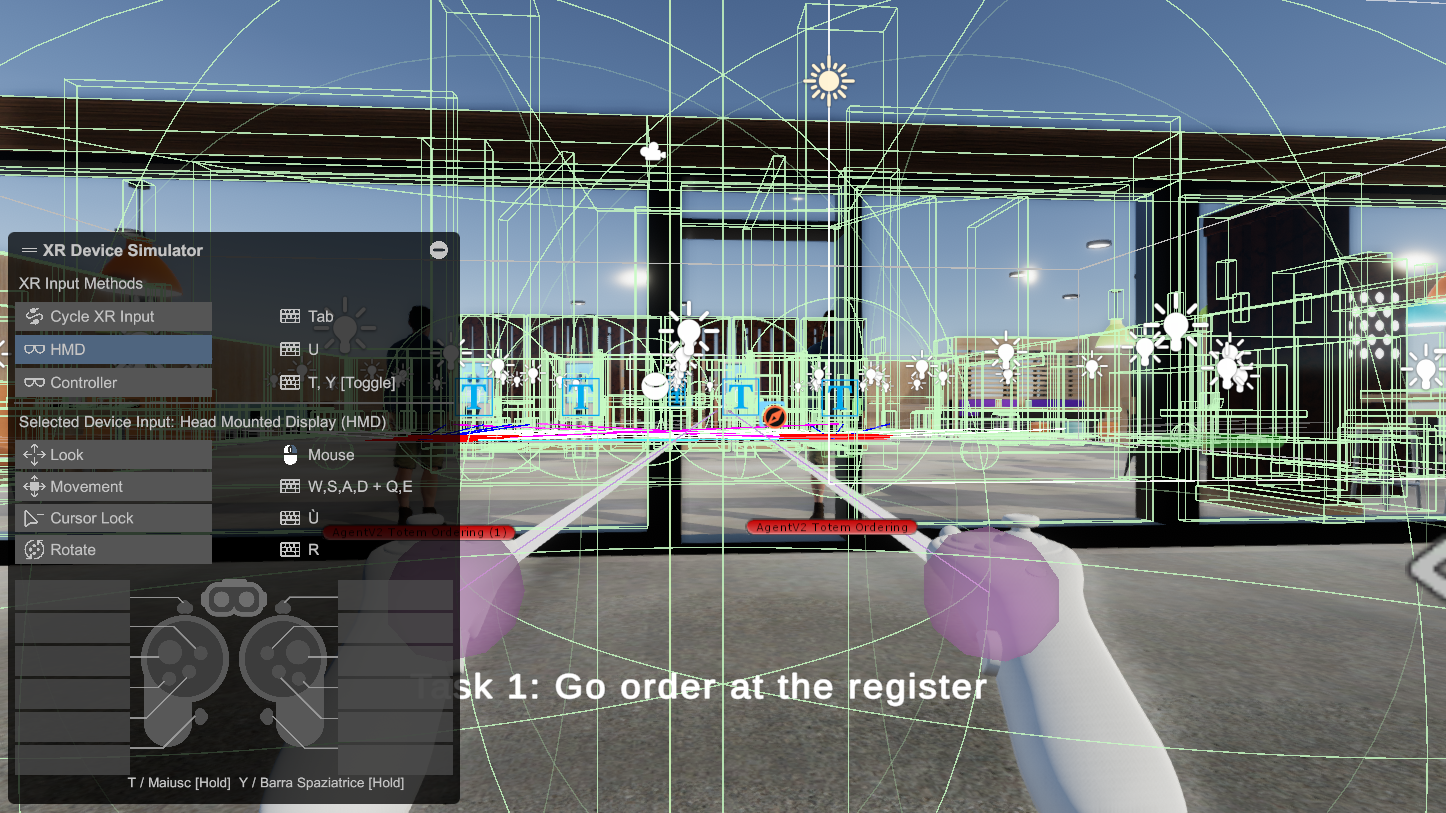 XR Device Simulator
XR Input Methods
Cycle XR Input Tab
HMD U
Controller T, Y [Toggle]
Selected Device Input: Head Mounted Display (HMD)
Look Mouse
Movement W,S,A,D + Q,E
Cursor Lock Ù
Rotate R
T / Maiusc [Hold] Y / Barra Spaziatrice [Hold]
T T T T
AgentV2 Totem Ordering (1)
AgentV2 Totem Ordering
Task 1: Go order at the register